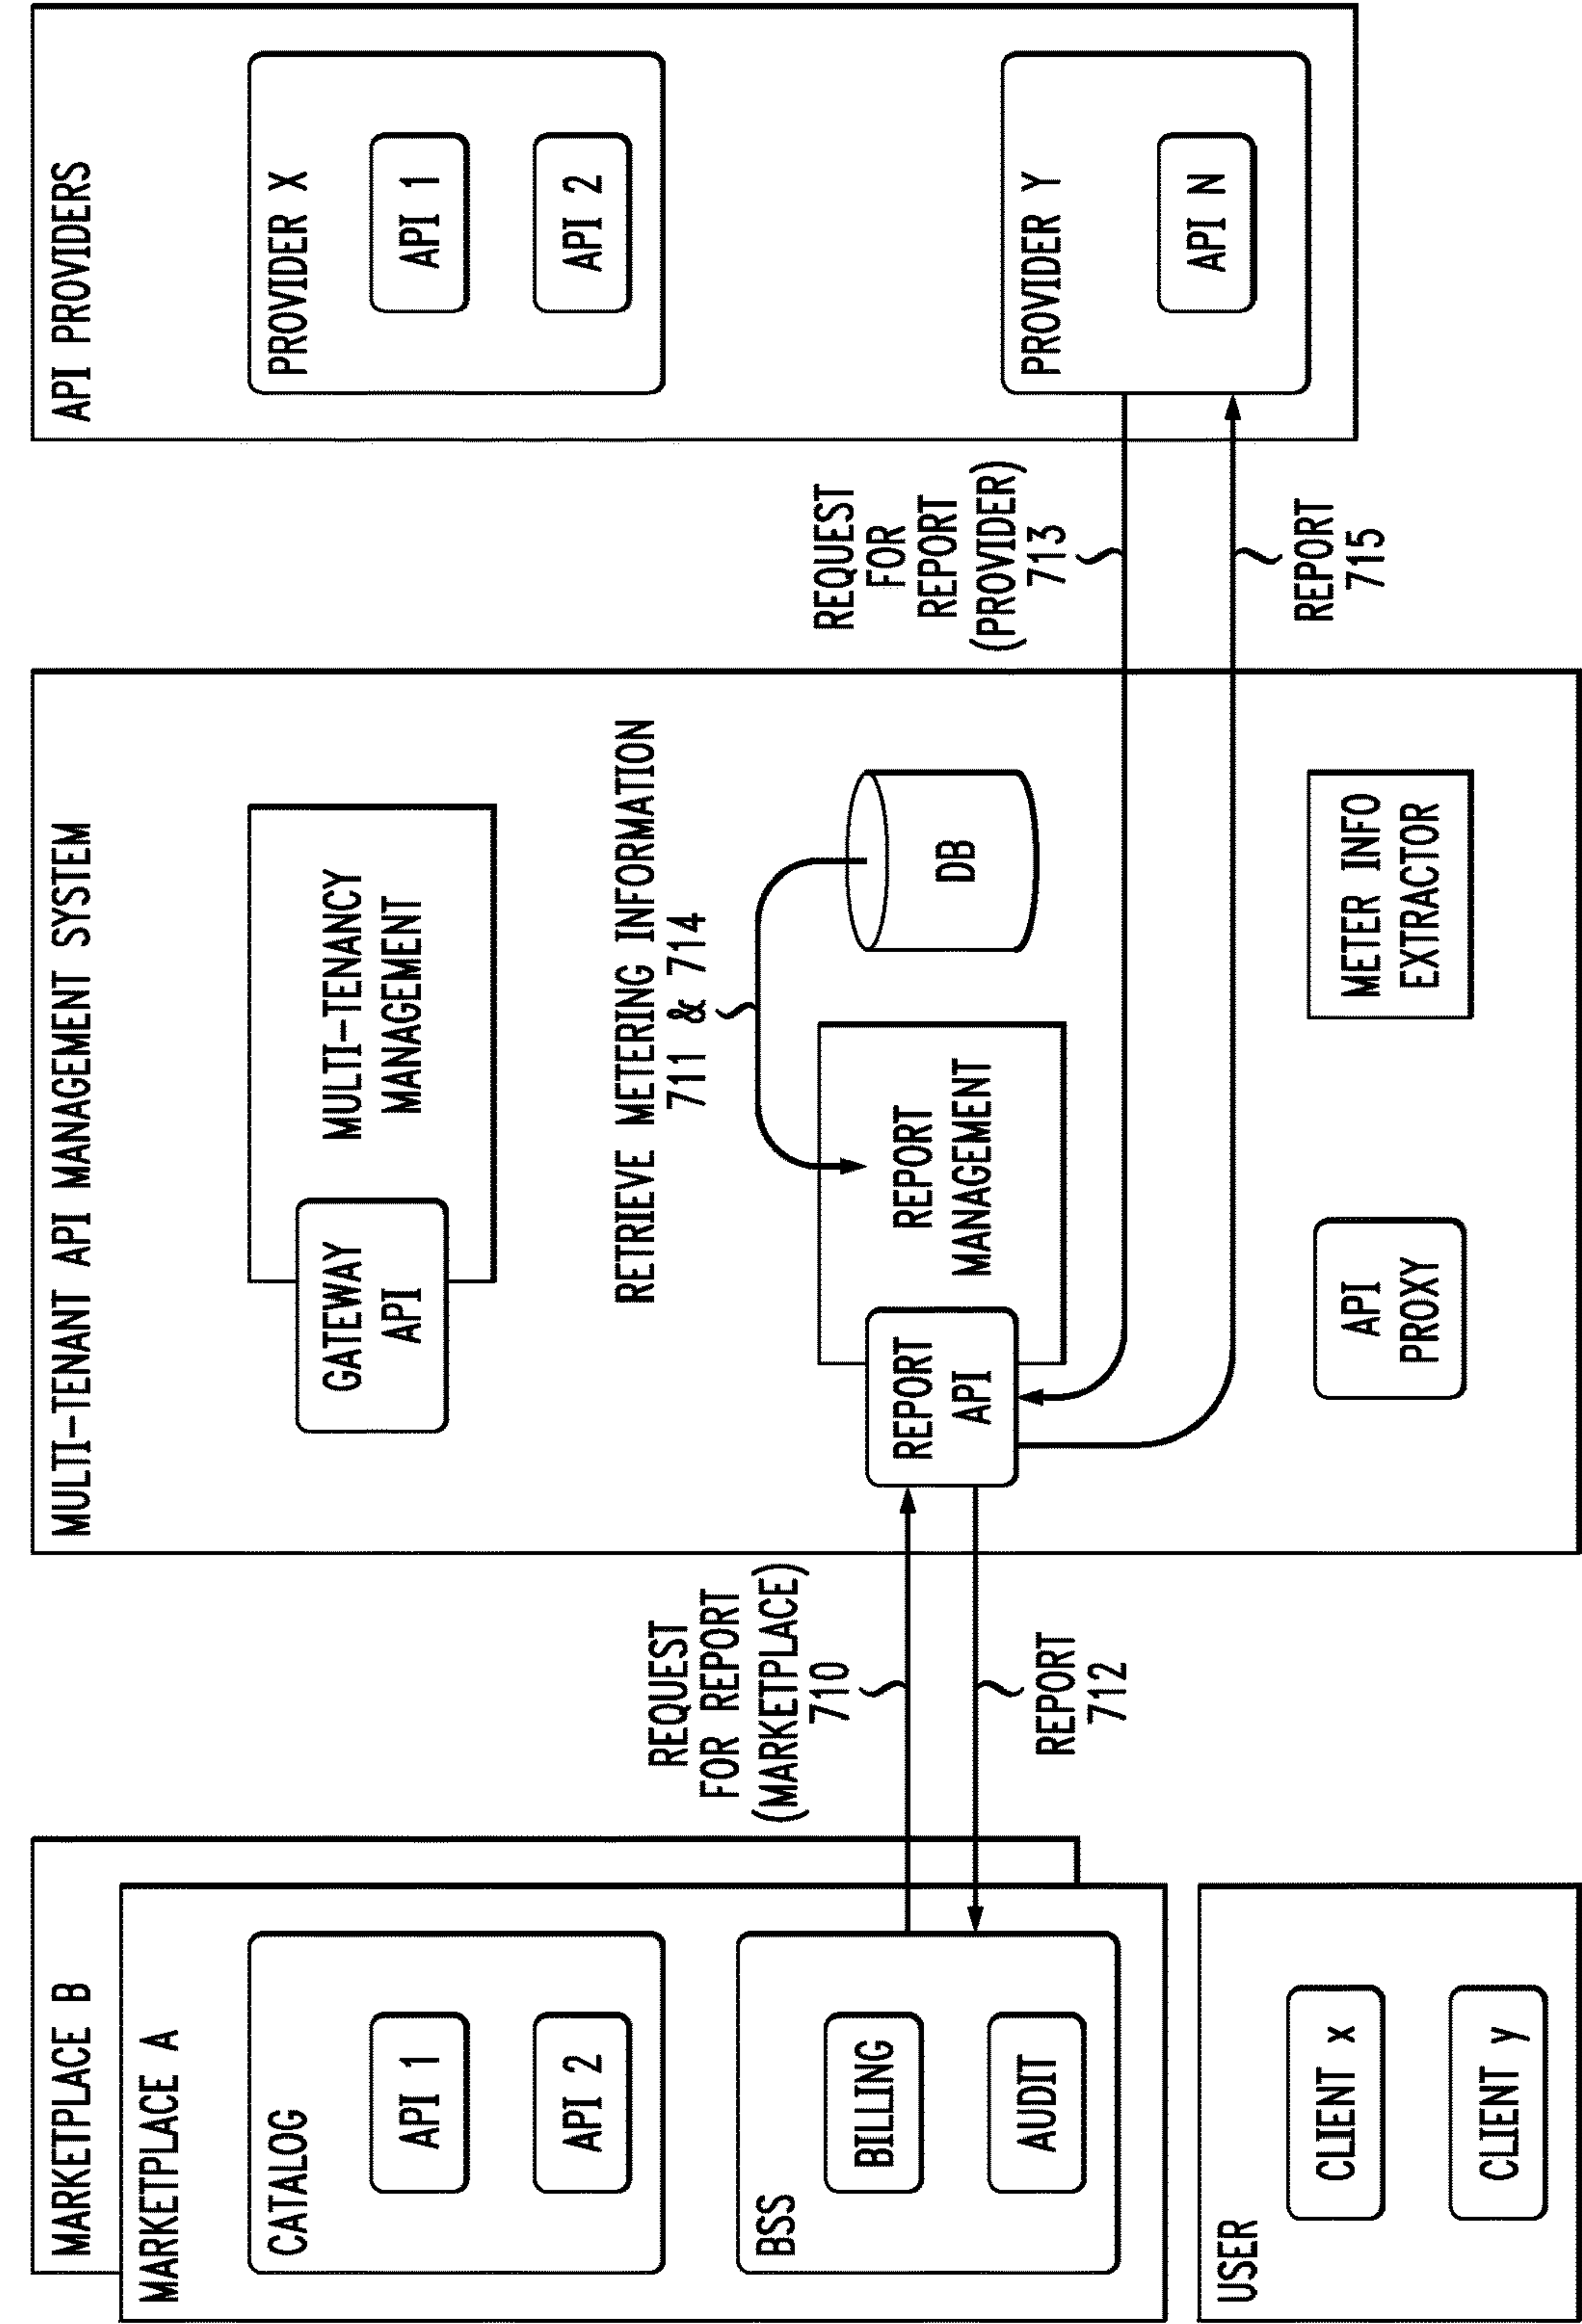 MARKETPLACE B
MARKETPLACE A
CATALOG
API 1
API 2
BSS
BILLING
AUDIT
USER
CLIENT x
CLIENT y
REQUEST
FOR REPORT
(MARKETPLACE)
710
REPORT
712
MULTI-TENANT API MANAGEMENT SYSTEM
GATEWAY
API
MULTI-TENANCY
MANAGEMENT
RETRIEVE METERING INFORMATION
711 & 714
REPORT
API
REPORT
MANAGEMENT
DB
API
PROXY
METER INFO
EXTRACTOR
REQUEST
FOR
REPORT
(PROVIDER)
713
REPORT
715
API PROVIDERS
PROVIDER X
API 1
API 2
PROVIDER Y
API N